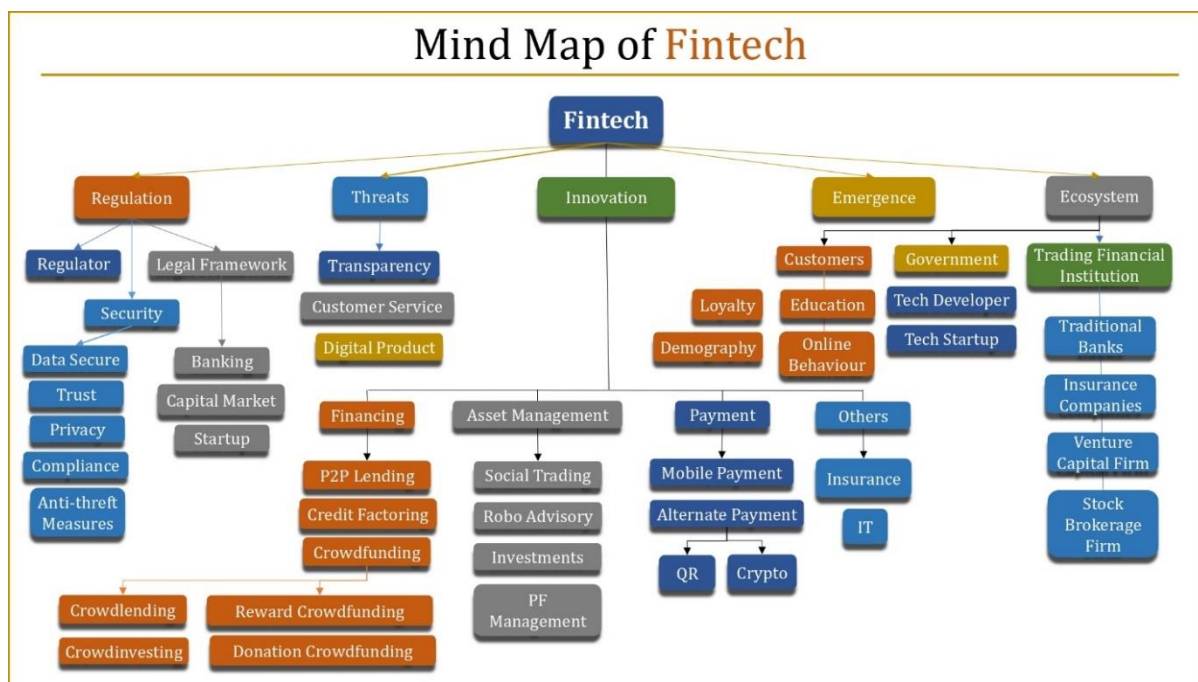 Mind Map of Fintech
Fintech
Regulation
Threats
Innovation
Emergence
Ecosystem
Regulator
Legal Framework
Security
Data Secure
Trust
Privacy
Compliance
Anti-threft
Measures
Banking
Capital Market
Startup
Transparency
Customer Service
Digital Product
Customers
Government
Trading Financial
Institution
Loyalty
Demography
Education
Online
Behaviour
Tech Developer
Tech Startup
Traditional
Banks
Insurance
Companies
Venture
Capital Firm
Stock
Brokerage
Firm
Financing
Asset Management
Payment
Others
P2P Lending
Credit Factoring
Crowdfunding
Crowdlending
Crowdinvesting
Reward Crowdfunding
Donation Crowdfunding
Social Trading
Robo Advisory
Investments
PF
Management
Mobile Payment
Alternate Payment
QR
Crypto
Insurance
IT